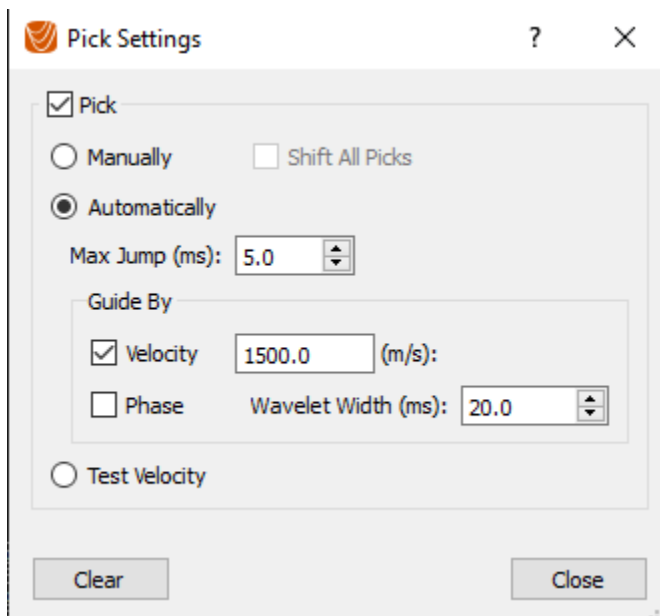 Pick Settings ? X
Pick
Manually Shift All Picks
Automatically
Max Jump (ms): 5.0
Guide By
Velocity 1500.0 (m/s):
Phase Wavelet Width (ms): 20.0
Test Velocity
Clear Close